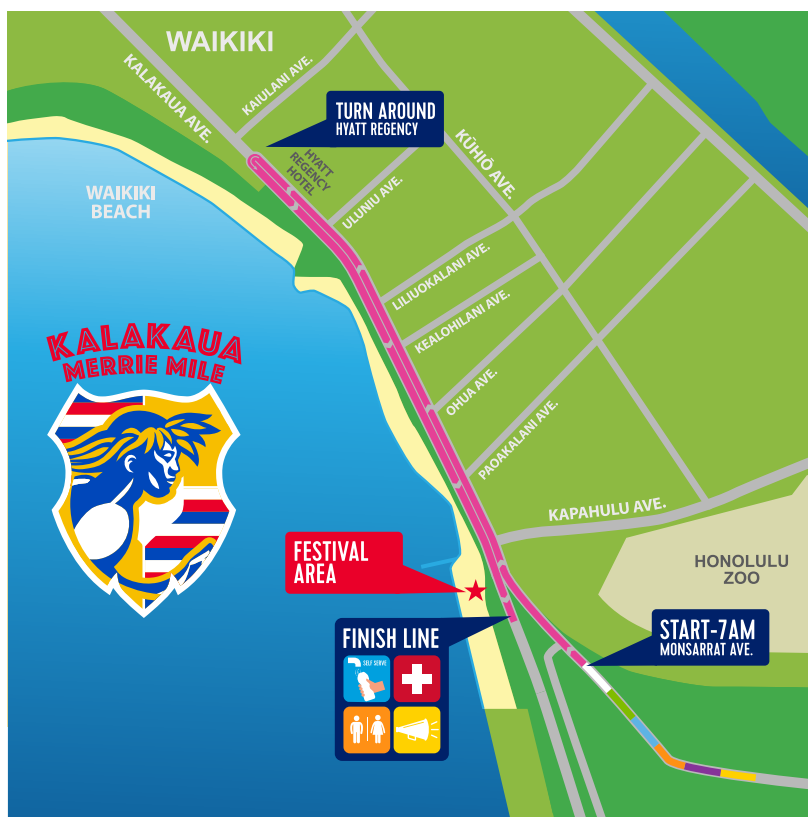 WAIKIKI
KALAKAUA AVE.
KAIULANI AVE.
TURN AROUND
HYATT REGENCY
KŪHIŌ AVE.
HYATT
REGENCY
HOTEL
WAIKIKI
BEACH
ULUNIU AVE.
LILIUOKALANI AVE.
KEALOHILANI AVE.
KALAKAUA
MERRIE MILE
OHUA AVE.
PAOAKALANI AVE.
KAPAHULU AVE.
FESTIVAL
AREA
HONOLULU
ZOO
FINISH LINE
SELF SERVE
START-7AM
MONSARRAT AVE.